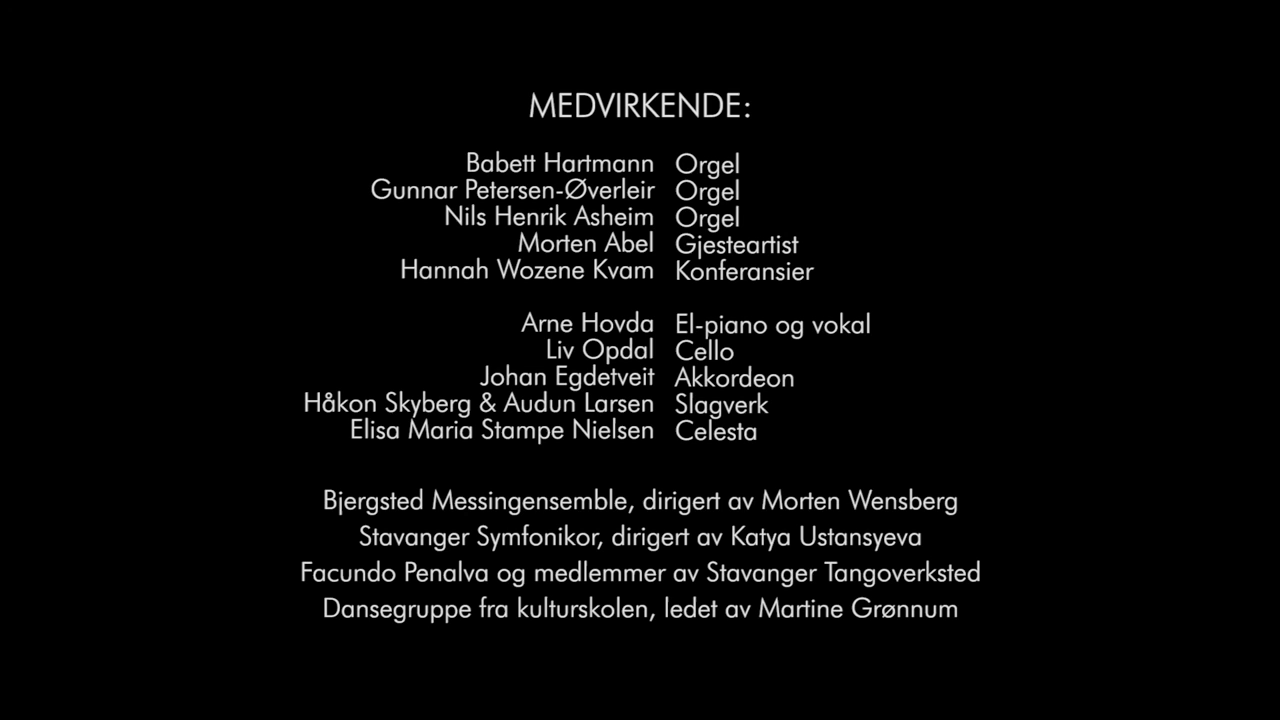 MEDVIRKENDE:
Babett Hartmann Orgel
Gunnar Petersen-Øverleir Orgel
Nils Henrik Asheim Orgel
Morten Abel Gjesteartist
Hannah Wozene Kvam Konferansier
Arne Hovda El-piano og vokal
Liv Opdal Cello
Johan Egdetveit Akkordeon
Håkon Skyberg & Audun Larsen Slagverk
Elisa Maria Stampe Nielsen Celesta
Bjergsted Messingensemble, dirigert av Morten Wensberg
Stavanger Symfonikor, dirigert av Katya Ustansyeva
Facundo Penalva og medlemmer av Stavanger Tangoverksted
Dansegruppe fra kulturskolen, ledet av Martine Grønnum